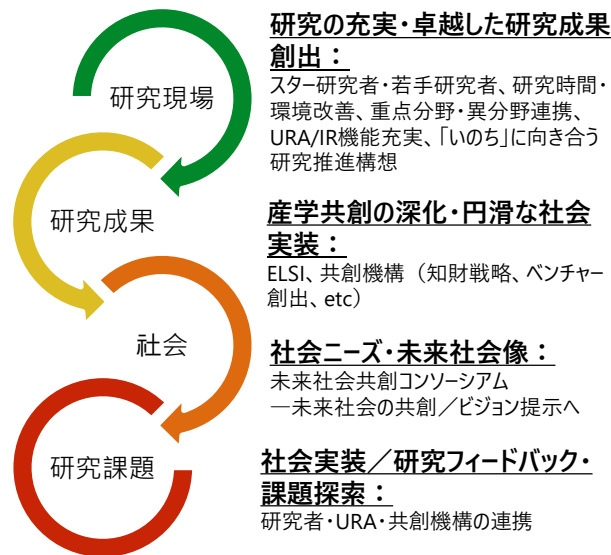 研究現場
研究の充実・卓越した研究成果
創出：
スター研究者・若手研究者、研究時間・
環境改善、重点分野・異分野連携、
URA/IR機能充実、「いのち」に向き合う
研究推進構想
研究成果
産学共創の深化・円滑な社会
実装：
ELSI、共創機構（知財戦略、ベンチャー
創出、etc）
社会
社会ニーズ・未来社会像：
未来社会共創コンソーシアム
―未来社会の共創／ビジョン提示へ
研究課題
社会実装／研究フィードバック・
課題探索：
研究者・URA・共創機構の連携